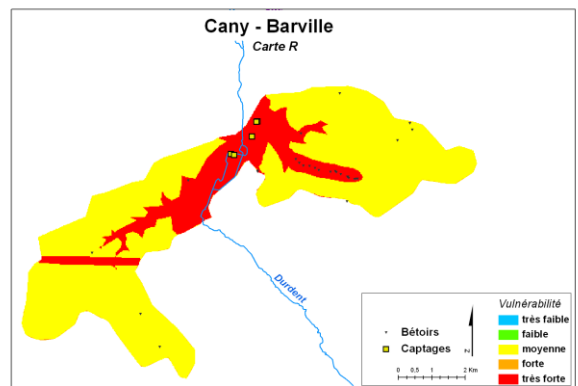 Cany - Barville
Carte R
Durdent
Vulnérabilité
très faible
faible
moyenne
forte
très forte
Bétoirs
Captages
N
0 0.5 1 2 Km